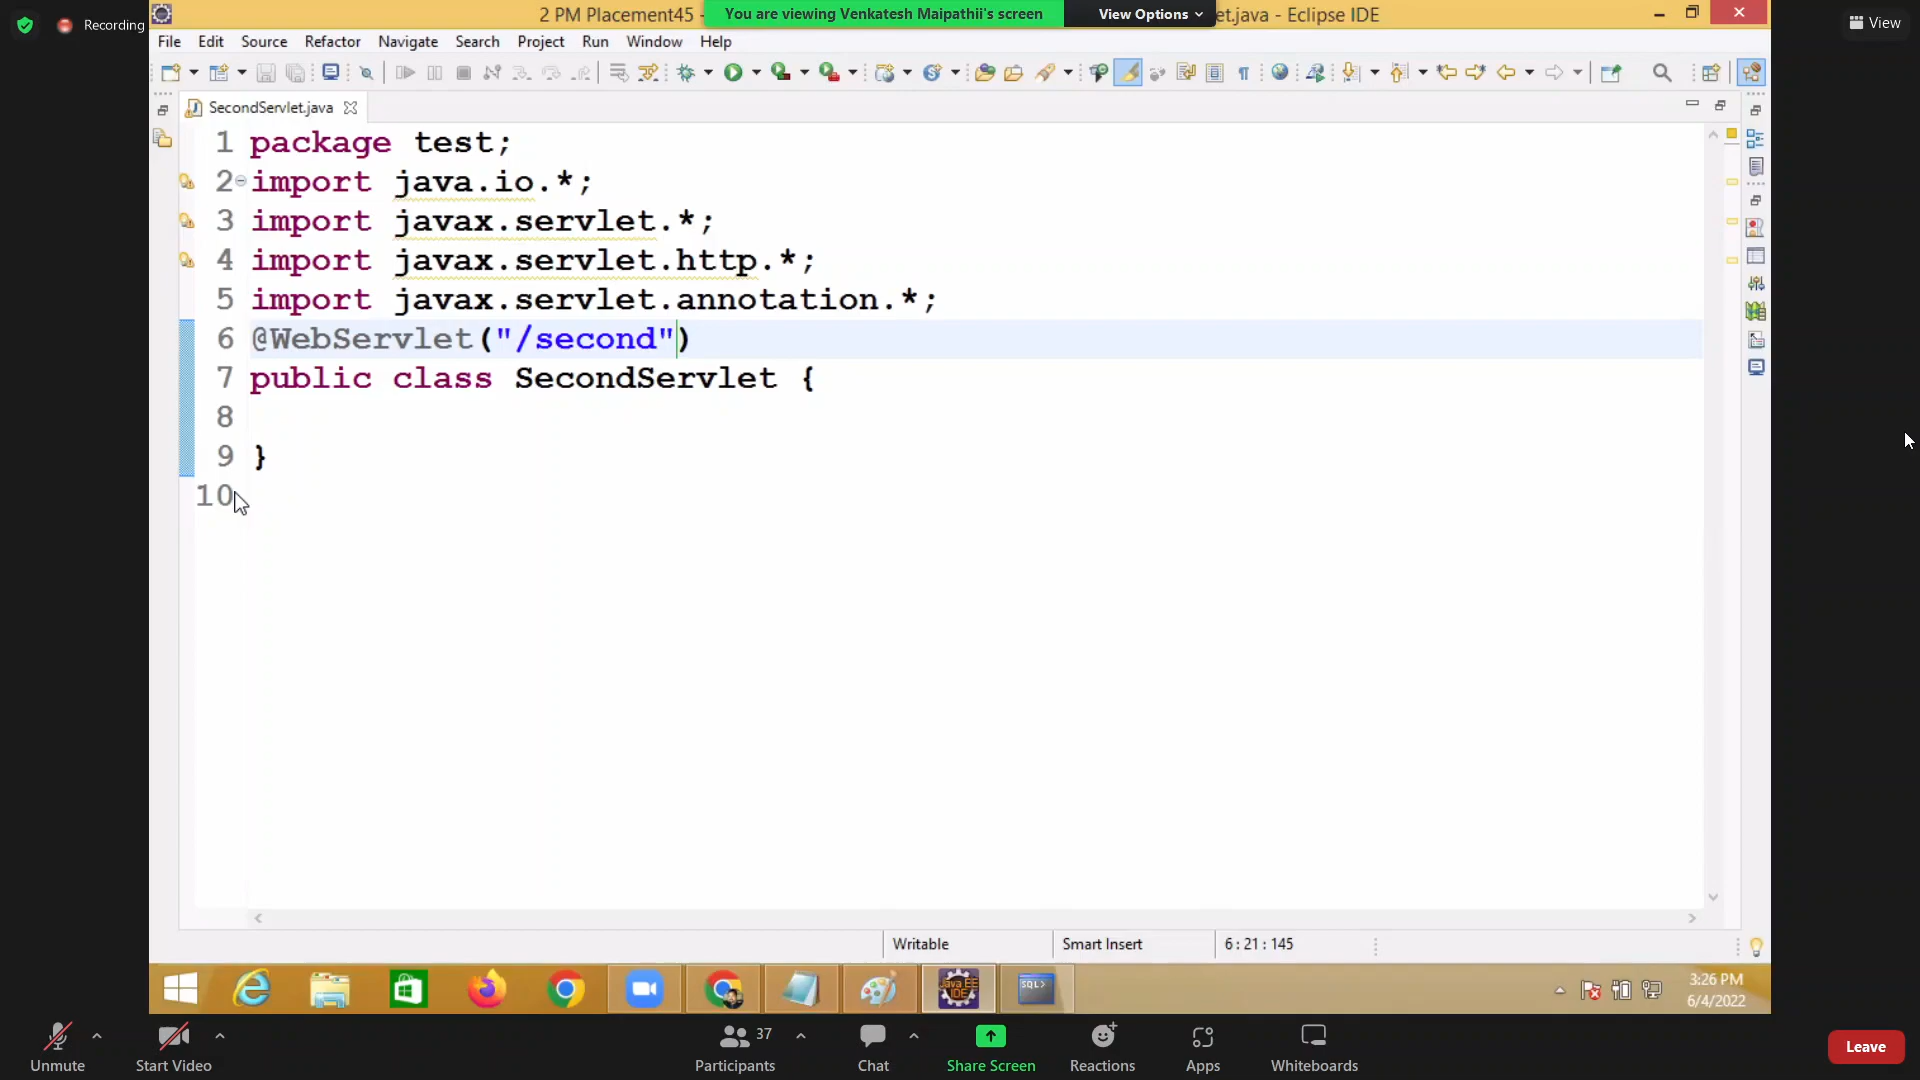 Recording
2 PM Placement45 -
You are viewing Venkatesh Maipathii's screen
View Options
et.java - Eclipse IDE
View
File Edit Source Refactor Navigate Search Project Run Window Help
SecondServlet.java
1 package test;
2 import java.io.*;
3 import javax.servlet.*;
4 import javax.servlet.http.*;
5 import javax.servlet.annotation.*;
6 @WebServlet("/second")
7 public class SecondServlet {
8
9 }
10
Writable Smart Insert 6 : 21 : 145
Java EE
IDE
SQL>
3:26 PM
6/4/2022
37
Unmute Start Video Participants Chat Share Screen Reactions Apps Whiteboards
Leave